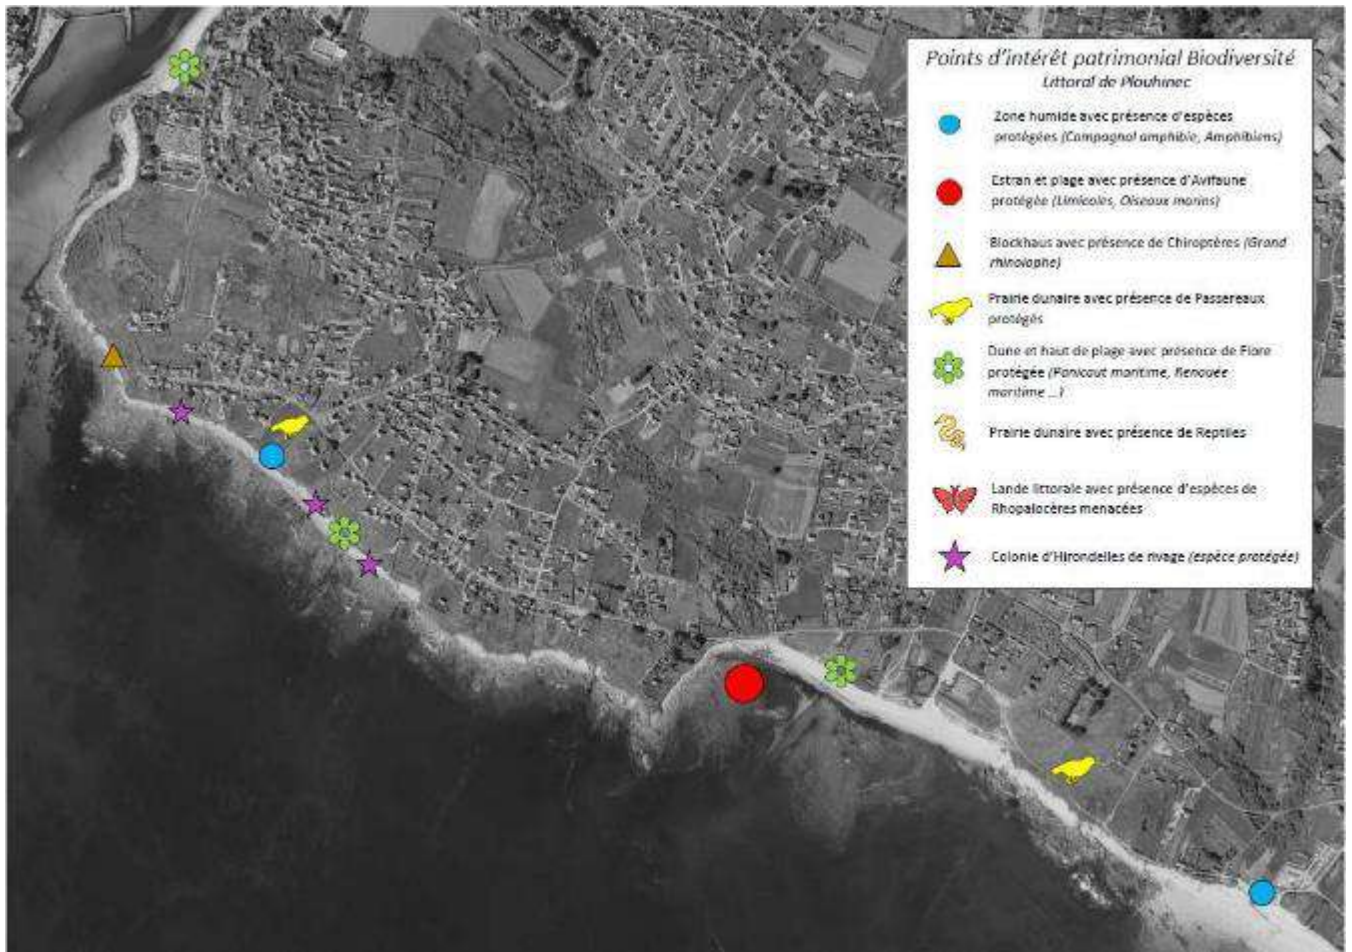 Points d'intérêt patrimonial Biodiversité
Littoral de Plouhinec
Zone humide avec présence d'espèces
protégées (Campagnol amphibie, Amphibiens)
Estran et plage avec présence d'Avifaune
protégée (Limicoles, Oiseaux marins)
Blockhaus avec présence de Chiroptères (Grand
rhinolophe)
Prairie dunaire avec présence de Passereaux
protégés
Dune et haut de plage avec présence de Flore
protégée (Panicaut maritime, Renouée
maritime ...)
Prairie dunaire avec présence de Reptiles
Lande littorale avec présence d'espèces de
Rhopalocères menacées
Colonie d'Hirondelles de rivage (espèce protégée)